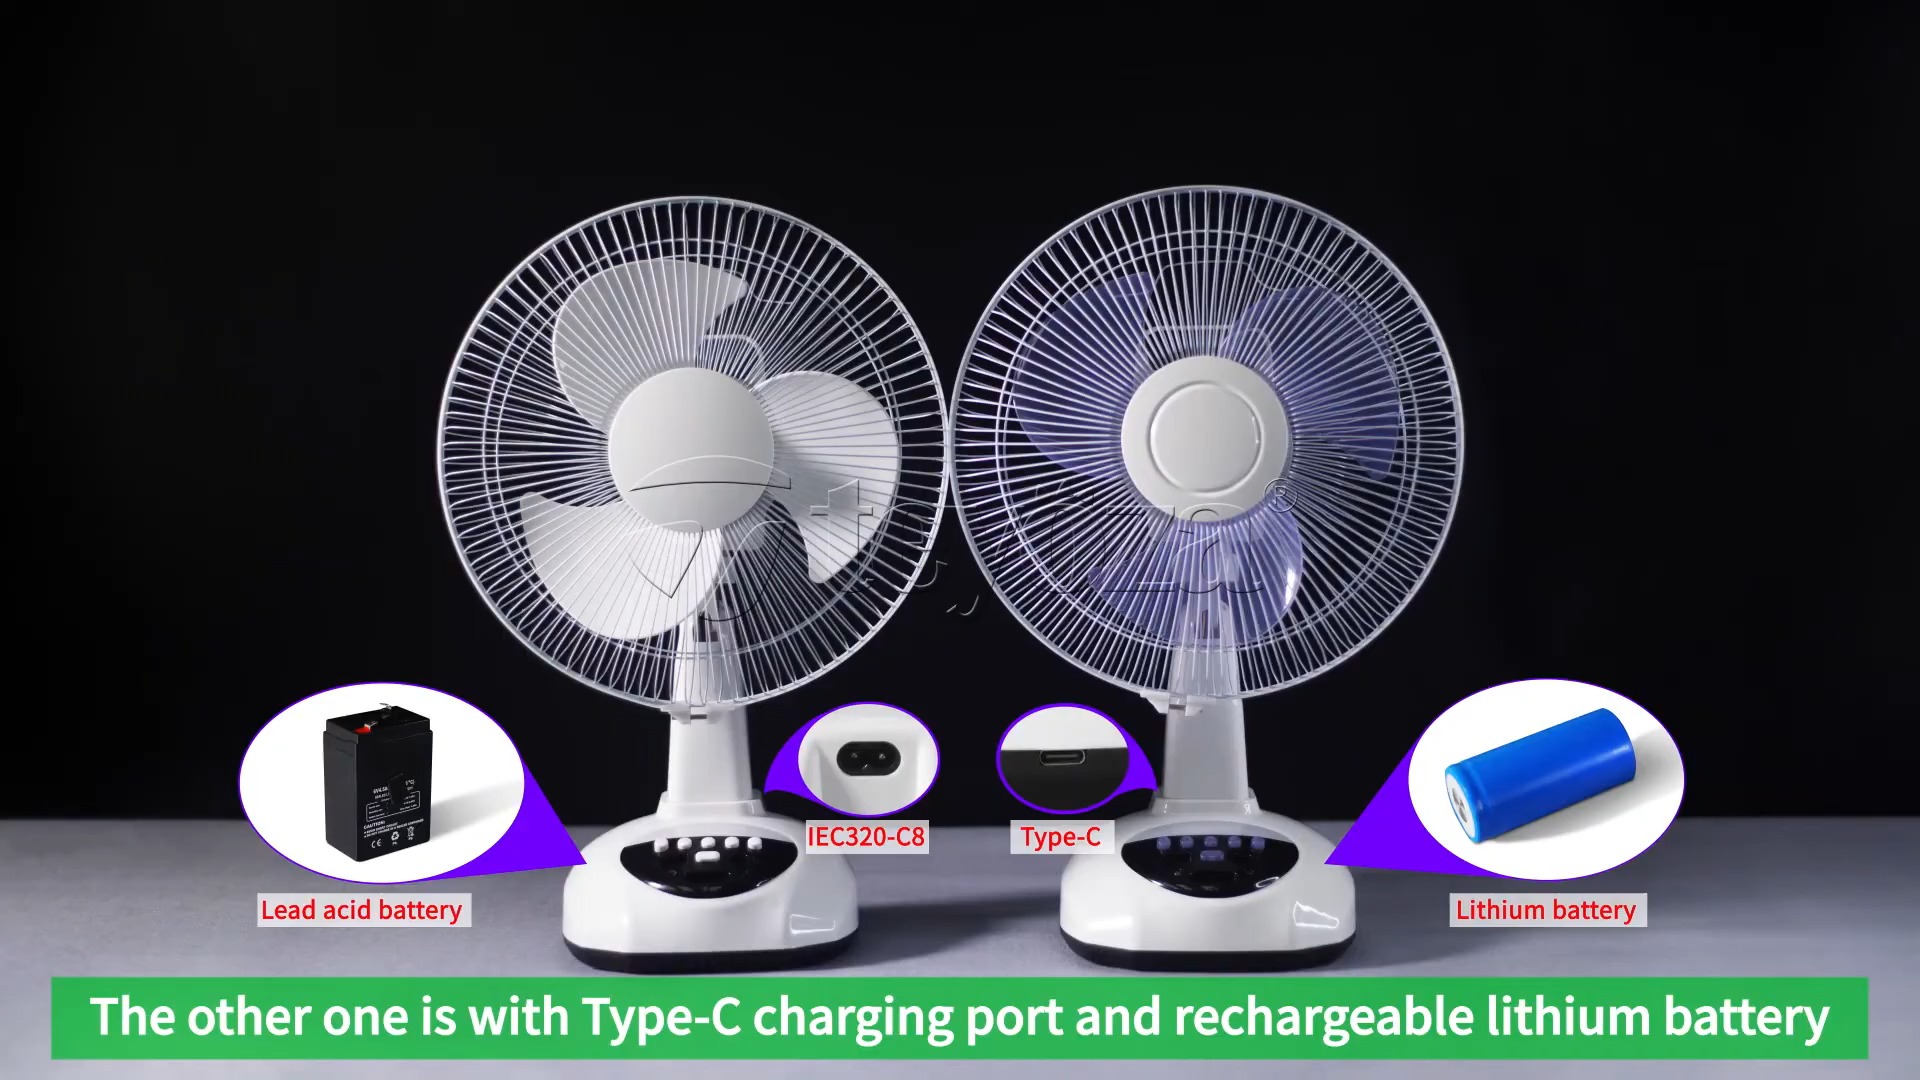 IEC320-C8
Type-C
Lead acid battery
Lithium battery
CAUTION:
The other one is with Type-C charging port and rechargeable lithium battery